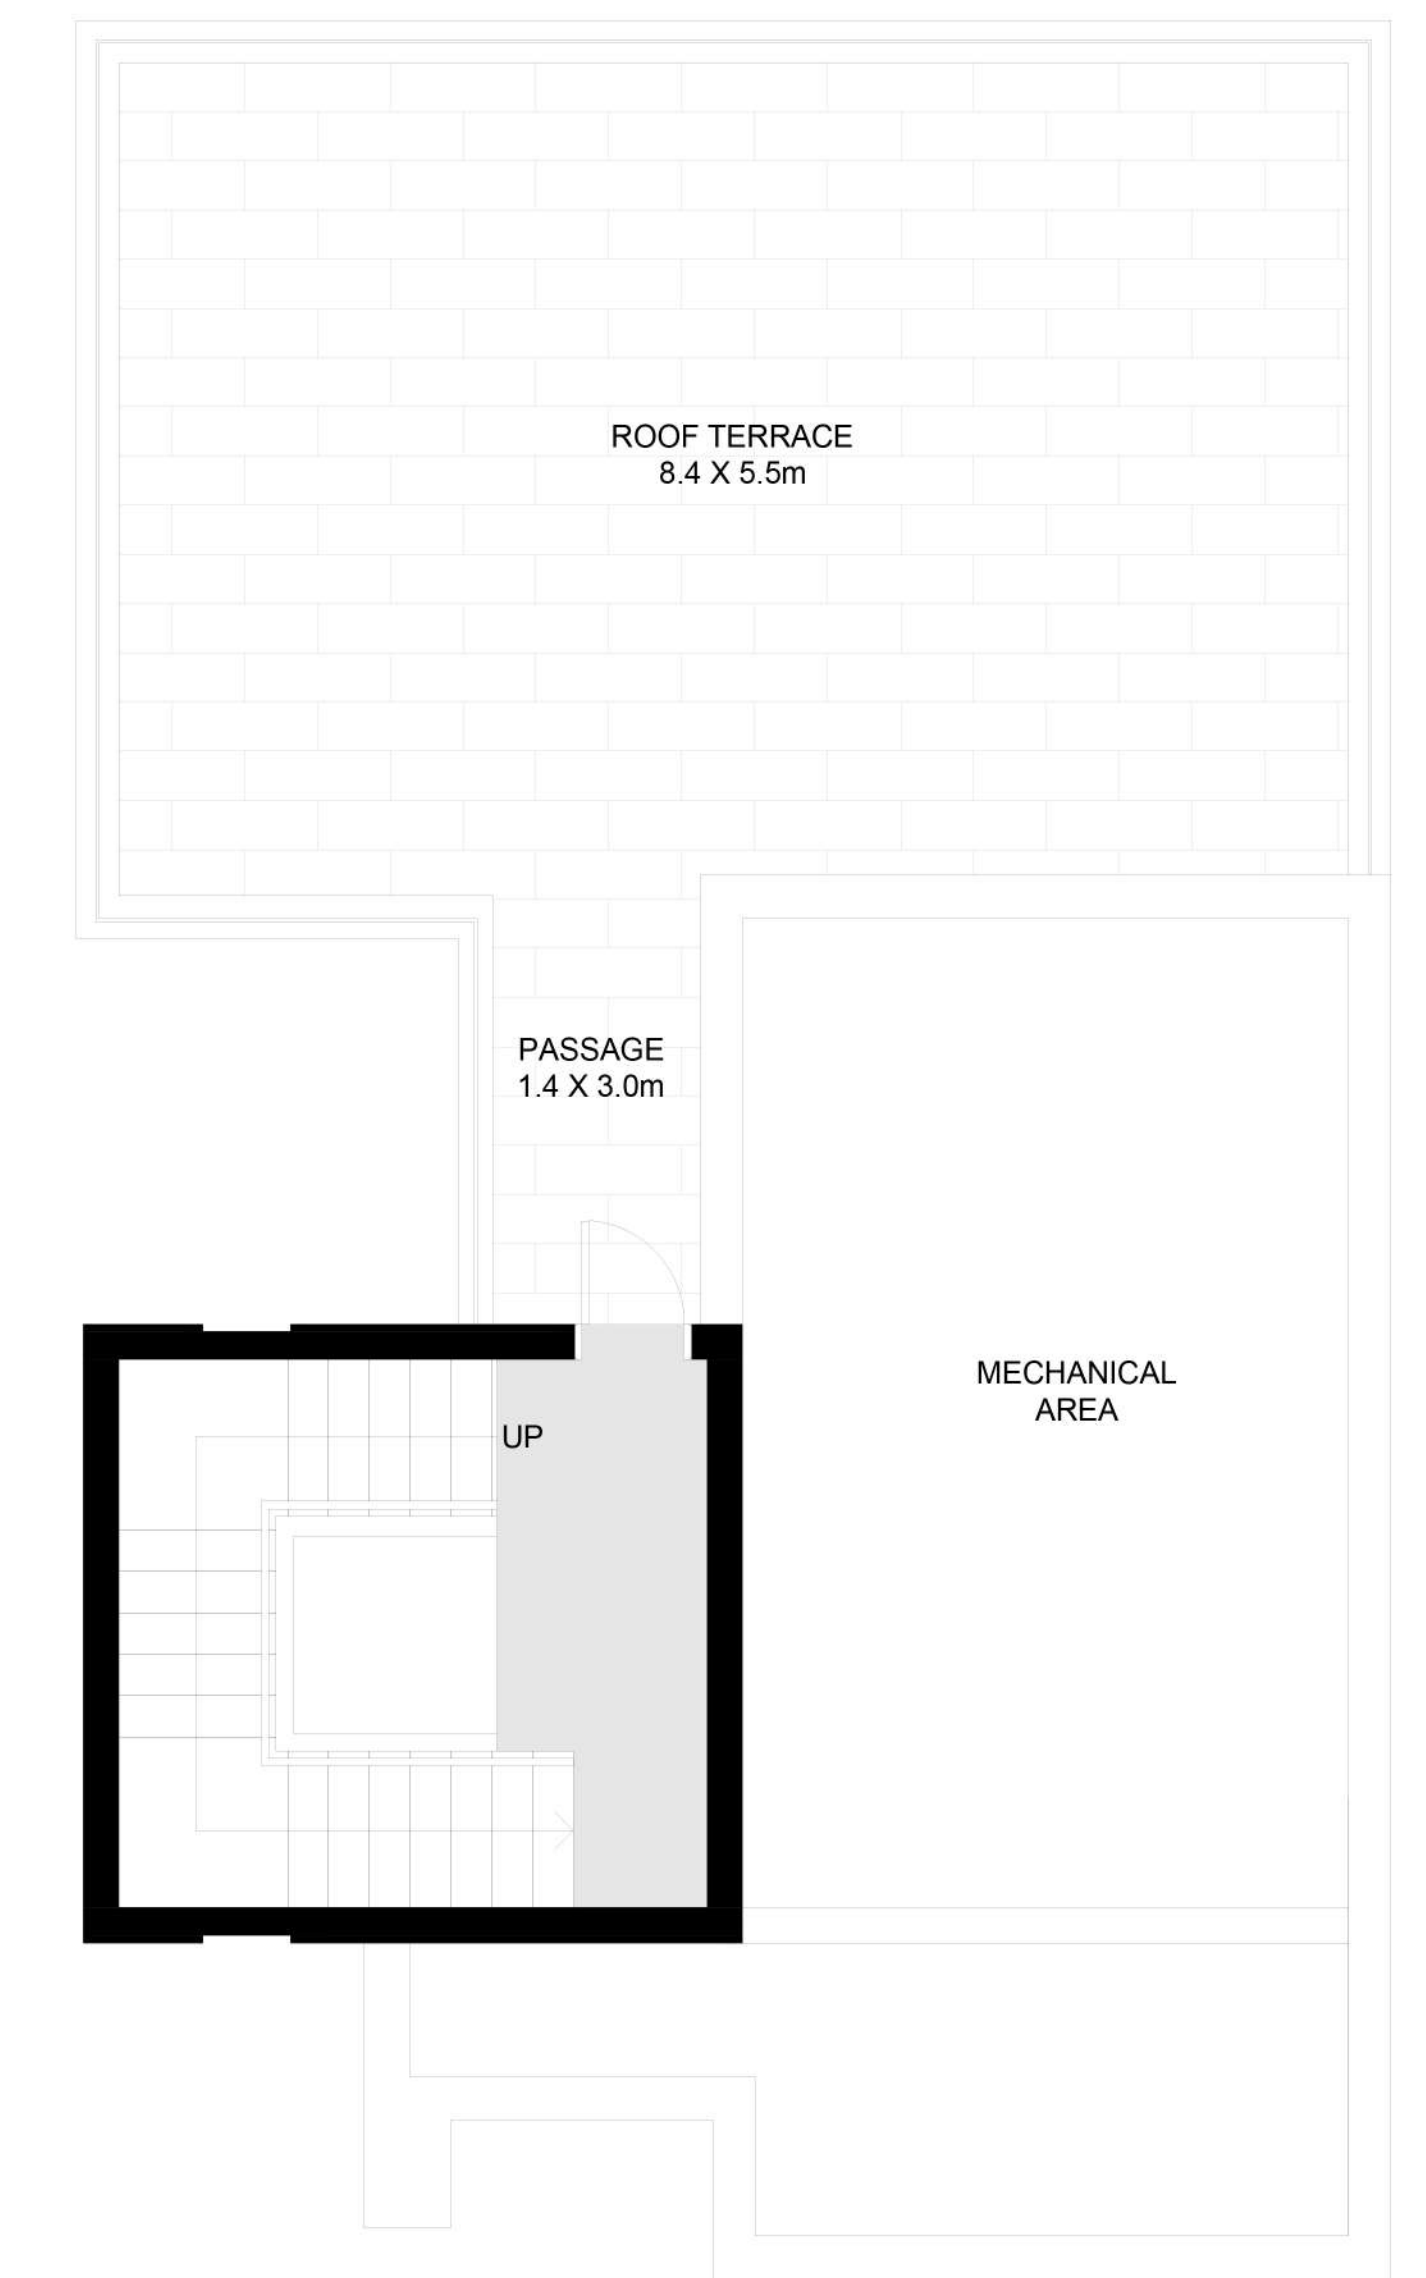 ROOF TERRACE
8.4 X 5.5m
PASSAGE
1.4 X 3.0m
MECHANICAL
AREA
UP